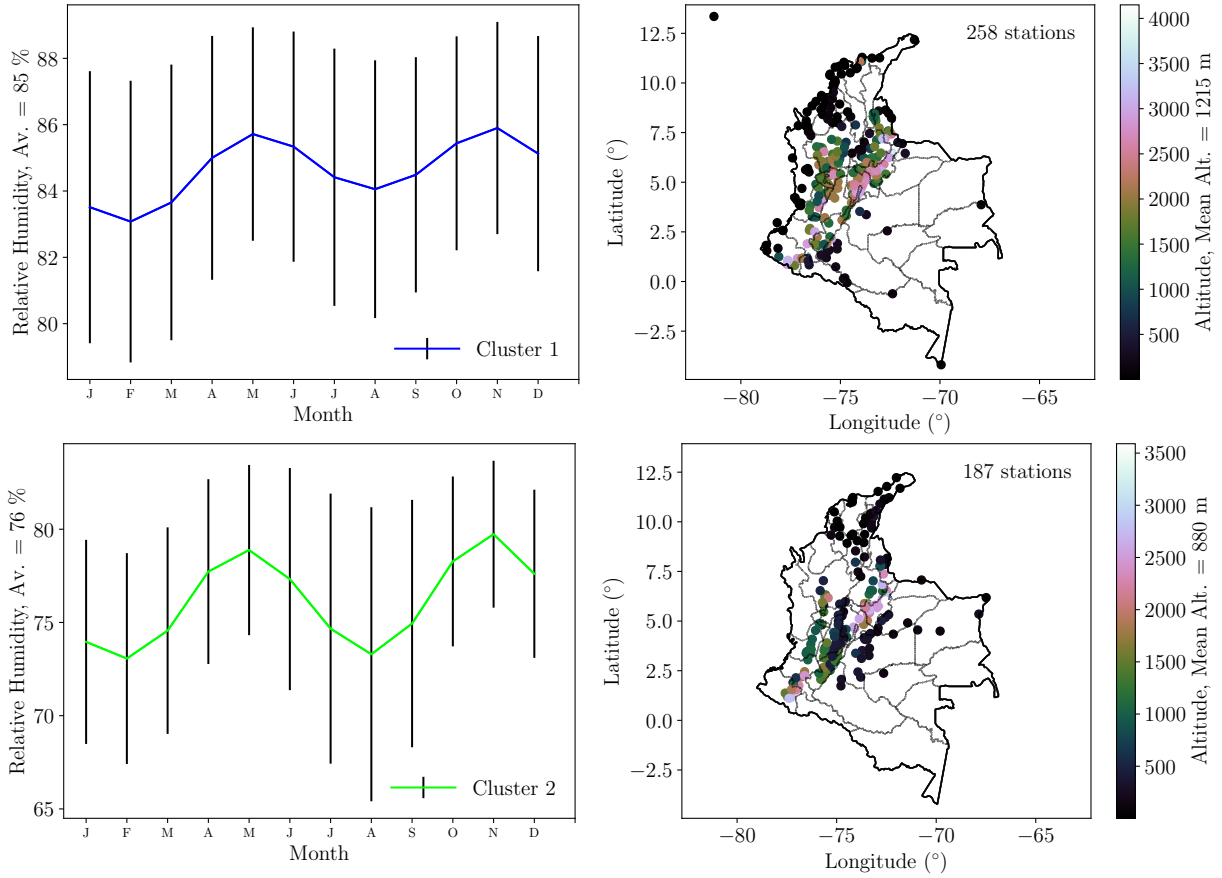 Relative Humidity, Av. = 85 %
88
86
84
82
80
Cluster 1
J F M A M J J A S O N D
Month
258 stations
Latitude (°)
12.5
10.0
7.5
5.0
2.5
0.0
−2.5
−80 −75 −70 −65
Longitude (°)
4000
3500
3000
2500
2000
1500
1000
500
Altitude, Mean Alt. = 1215 m
Relative Humidity, Av. = 76 %
80
75
70
65
Cluster 2
J F M A M J J A S O N D
Month
187 stations
Latitude (°)
12.5
10.0
7.5
5.0
2.5
0.0
−2.5
−80 −75 −70 −65
Longitude (°)
3500
3000
2500
2000
1500
1000
500
Altitude, Mean Alt. = 880 m